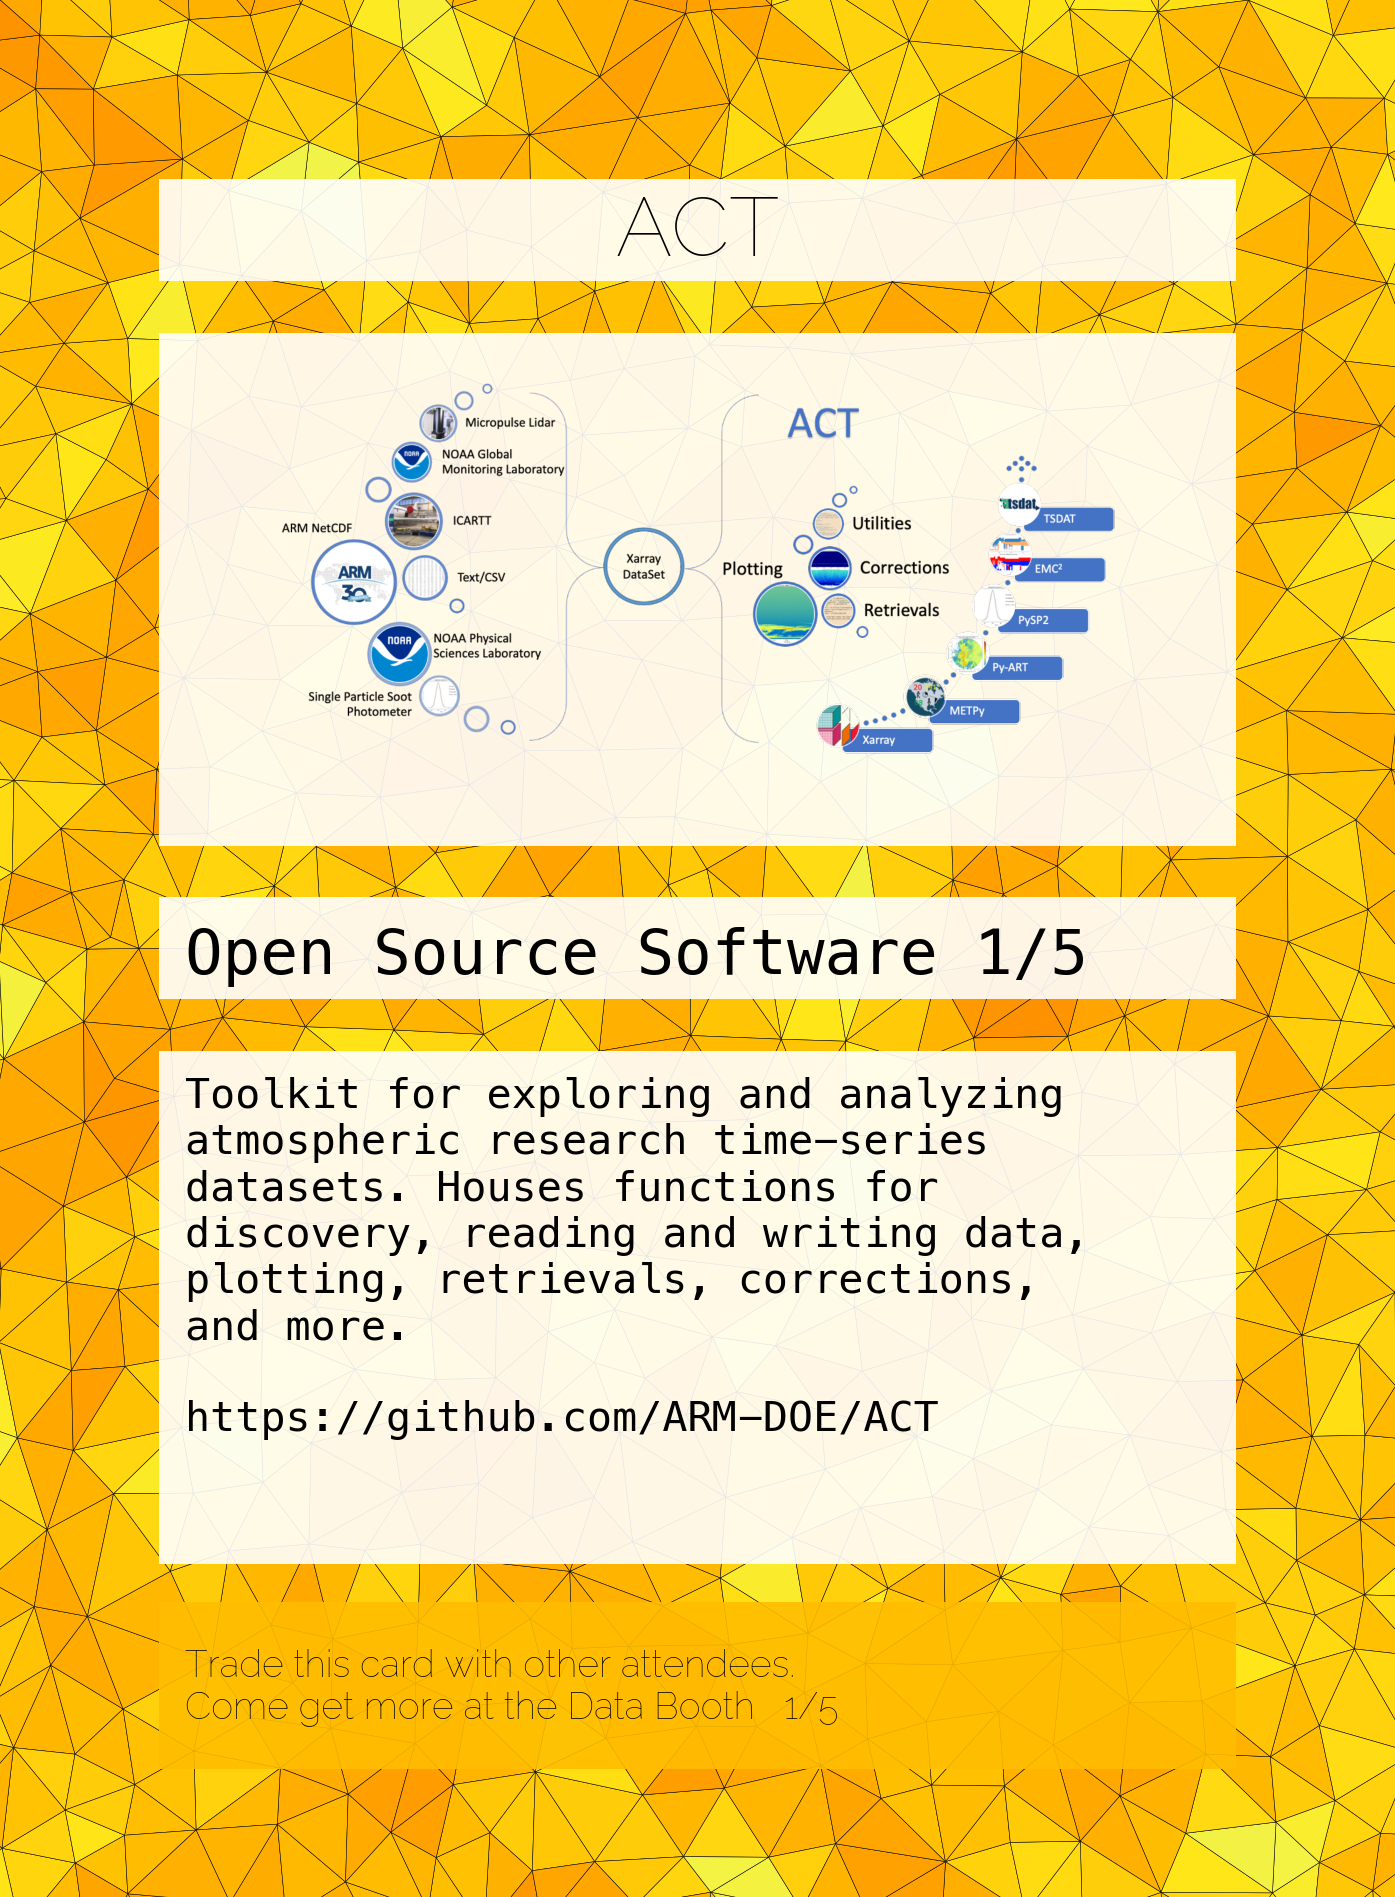 ACT
Micropulse Lidar
NOAA Global
Monitoring Laboratory
ICARTT
ARM NetCDF
ARM
30
Text/CSV
NOAA
NOAA Physical
Sciences Laboratory
NOAA
Single Particle Soot
Photometer
Xarray
DataSet
ACT
Utilities
Plotting
Corrections
Retrievals
tsdat
TSDAT
EMC²
PySP2
Py-ART
20
METPy
Xarray
Open Source Software 1/5
Toolkit for exploring and analyzing
atmospheric research time-series
datasets. Houses functions for
discovery, reading and writing data,
plotting, retrievals, corrections,
and more.
https://github.com/ARM-DOE/ACT
Trade this card with other attendees.
Come get more at the Data Booth 1/5